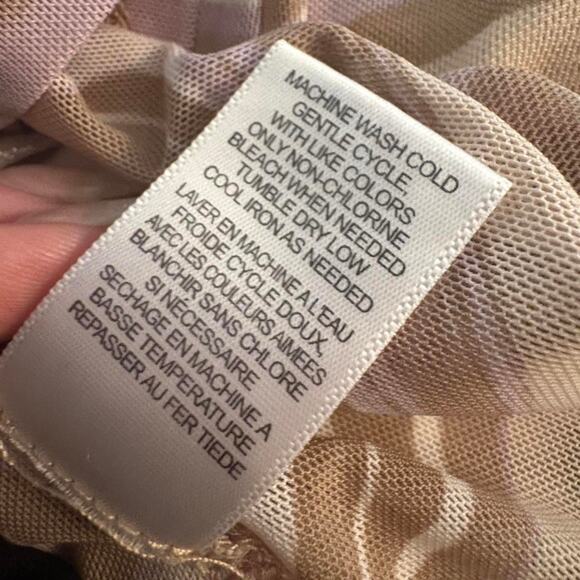 MACHINE WASH COLD
GENTLE CYCLE,
WITH LIKE COLORS
ONLY NON-CHLORINE
BLEACH WHEN NEEDED
TUMBLE DRY LOW
COOL IRON AS NEEDED
LAVER EN MACHINE A L'EAU
FROIDE CYCLE DOUX,
AVEC LES COULEURS AIMEES
BLANCHIR SANS CHLORE
SI NECESSAIRE
SECHAGE EN MACHINE A
BASSE TEMPERATURE
REPASSER AU FER TIEDE